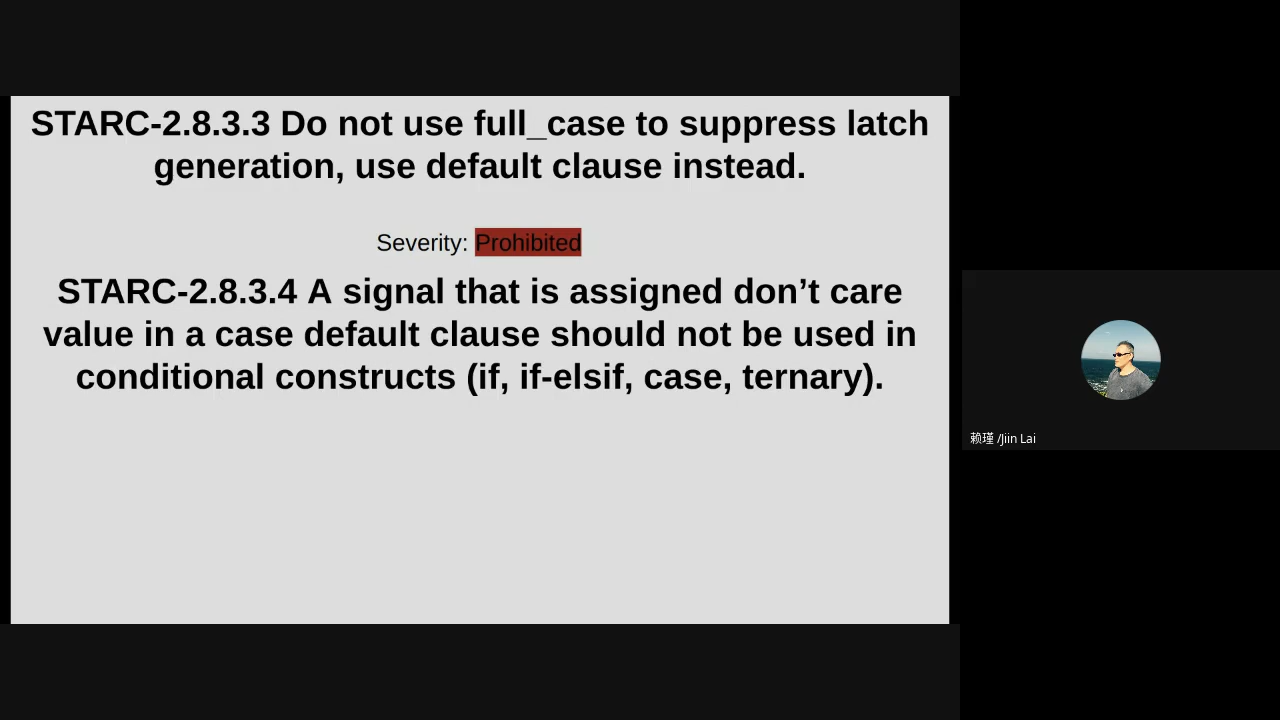 STARC-2.8.3.3 Do not use full_case to suppress latch
generation, use default clause instead.
Severity: Prohibited
STARC-2.8.3.4 A signal that is assigned don’t care
value in a case default clause should not be used in
conditional constructs (if, if-elsif, case, ternary).
赖瑾 /Jiin Lai